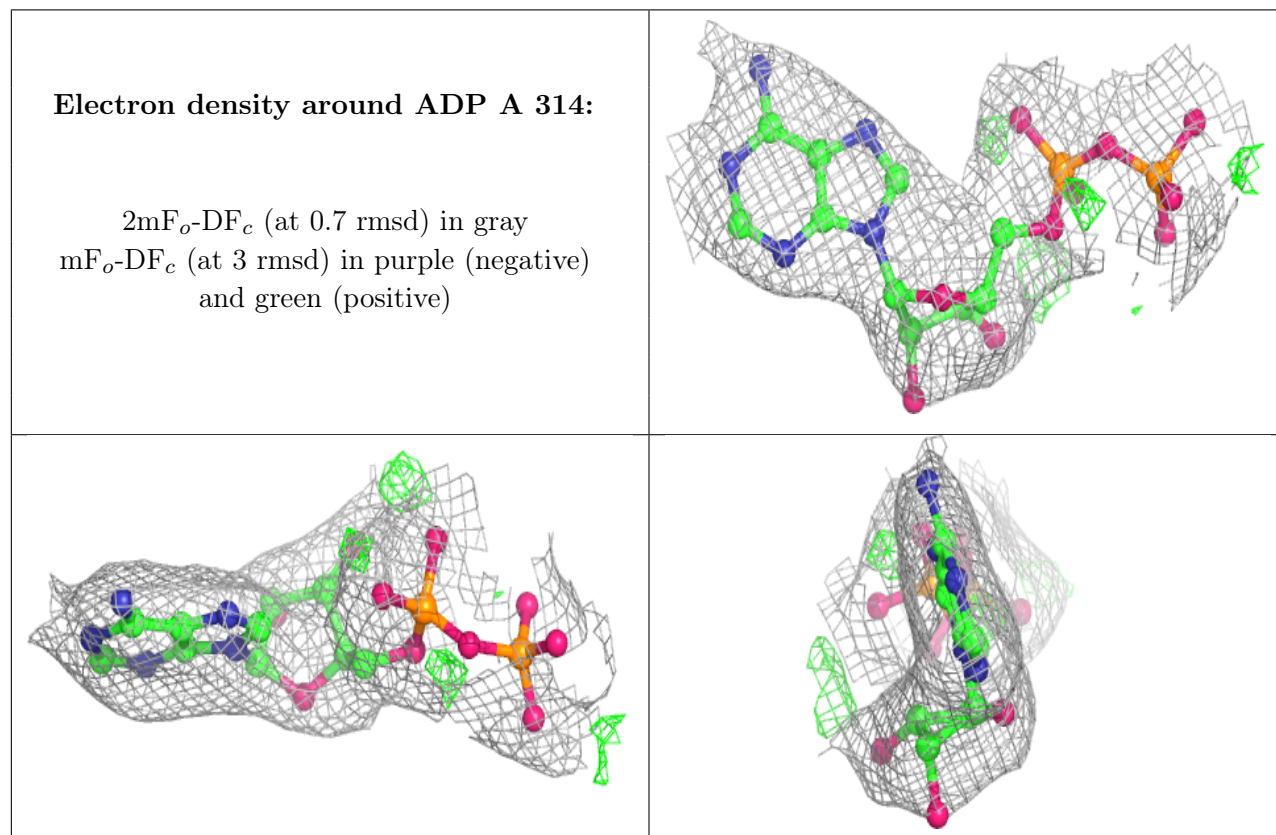 Electron density around ADP A 314:
2mFo-DFc (at 0.7 rmsd) in gray
mFo-DFc (at 3 rmsd) in purple (negative)
and green (positive)